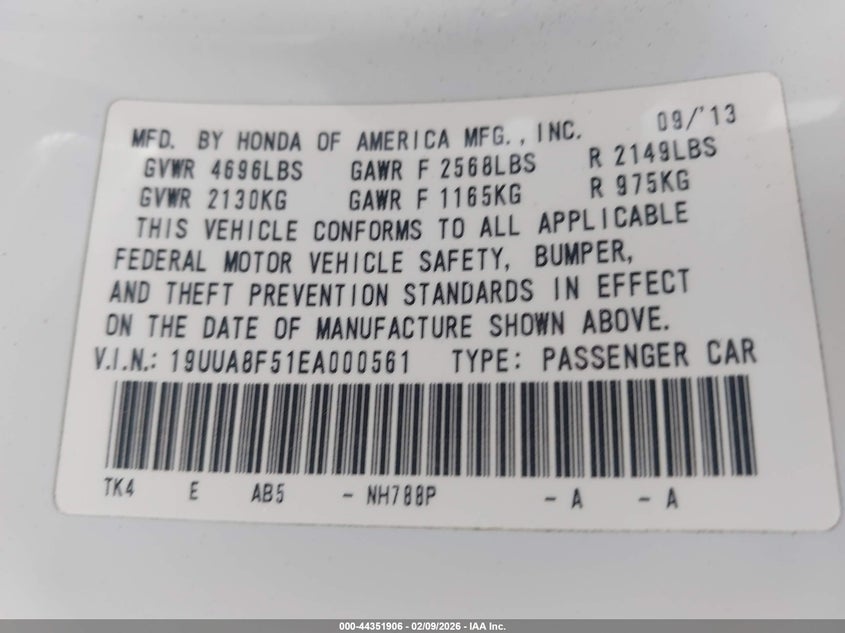 MFD. BY HONDA OF AMERICA MFG., INC. 09/'13
GVWR 4696LBS GAWR F 2568LBS R 2149LBS
GVWR 2130KG GAWR F 1165KG R 975KG
THIS VEHICLE CONFORMS TO ALL APPLICABLE
FEDERAL MOTOR VEHICLE SAFETY, BUMPER,
AND THEFT PREVENTION STANDARDS IN EFFECT
ON THE DATE OF MANUFACTURE SHOWN ABOVE.
V.I.N.: 19UUA8F51EA000561 TYPE: PASSENGER CAR
TK4 E AB5 - NH788P - A - A
000-44351906 - 02/09/2026 - IAA Inc.